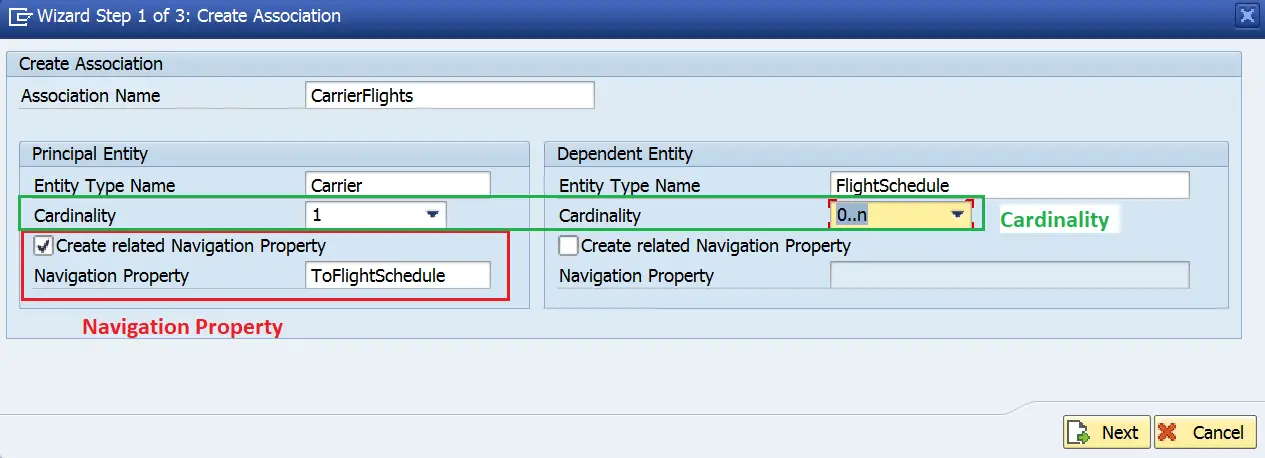 Wizard Step 1 of 3: Create Association
Create Association
Association Name CarrierFlights
Principal Entity
Entity Type Name Carrier
Cardinality 1
Create related Navigation Property
Navigation Property ToFlightSchedule
Dependent Entity
Entity Type Name FlightSchedule
Cardinality 0..n
Create related Navigation Property
Navigation Property
Cardinality
Navigation Property
Next Cancel